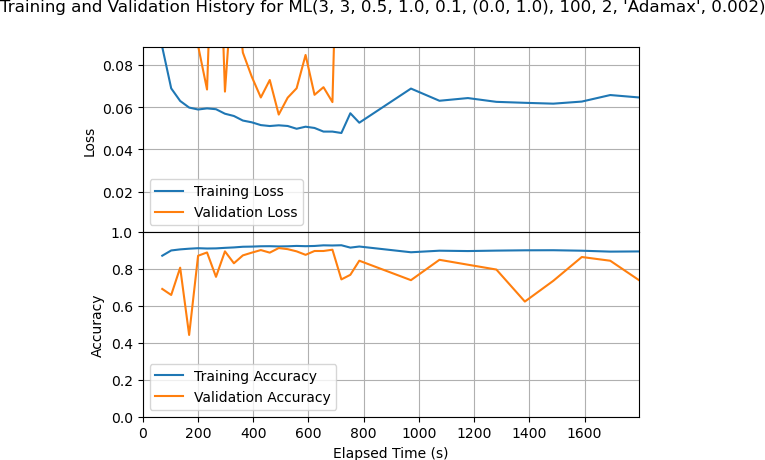 Training and Validation History for ML(3, 3, 0.5, 1.0, 0.1, (0.0, 1.0), 100, 2, 'Adamax', 0.002)
0.08
0.06
0.04
0.02
Loss
Training Loss
Validation Loss
1.0
0.8
0.6
0.4
0.2
0.0
Accuracy
Training Accuracy
Validation Accuracy
0 200 400 600 800 1000 1200 1400 1600
Elapsed Time (s)